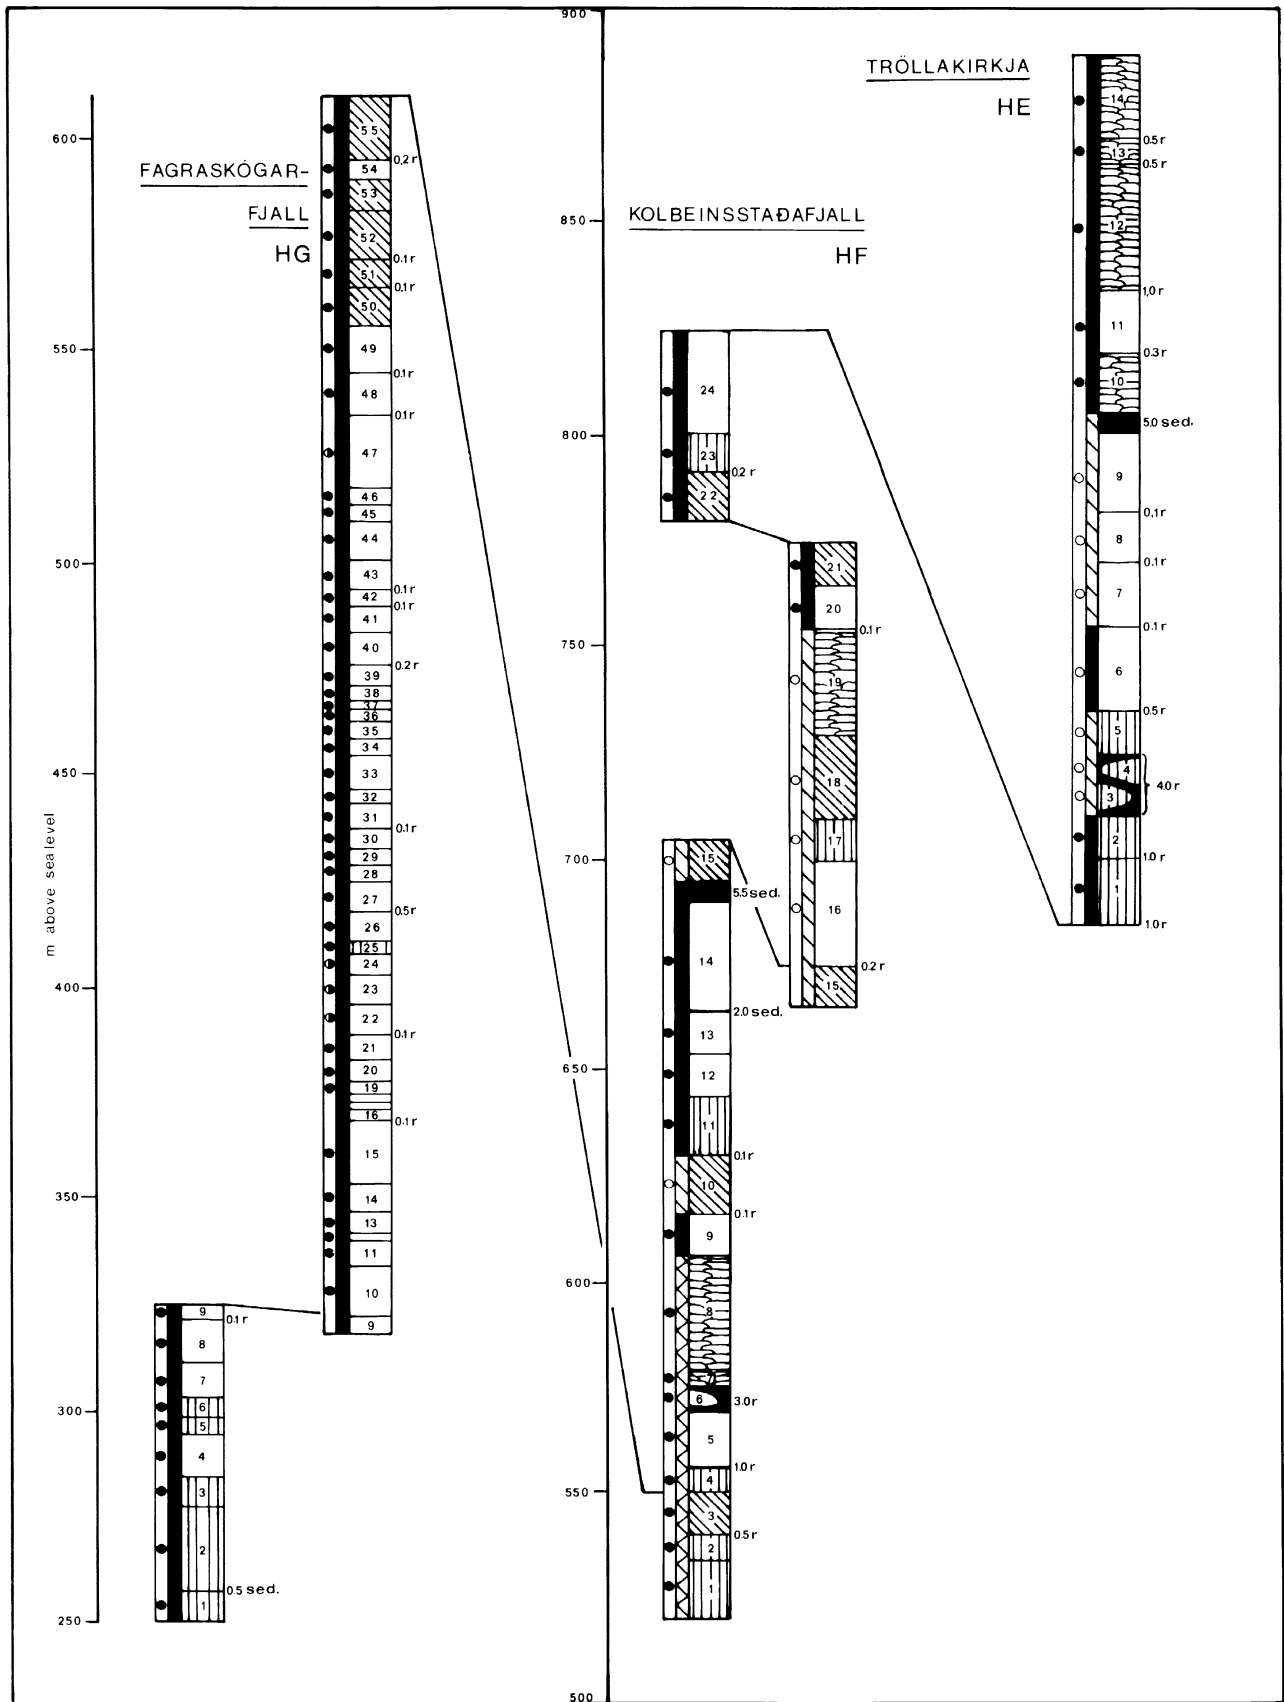 900
TRÖLLAKIRKJA
HE
FAGRASKÓGAR-
FJALL
HG
KOLBEINSSTAÐAFJALL
HF
m above sealevel
600
550
500
450
400
350
300
250
850
800
750
700
650
600
550
500
55
0.2 r
54
53
52
0.1 r
51
0.1 r
50
49
0.1 r
48
0.1 r
47
46
45
44
43
0.1 r
42
0.1 r
41
40
0.2 r
39
38
37
36
35
34
33
32
31
0.1 r
30
29
28
27
0.5 r
26
25
24
23
22
0.1 r
21
20
19
16
0.1 r
15
14
13
11
10
9
9
0.1 r
8
7
6
5
4
3
2
0.5 sed.
1
24
23
0.2 r
22
21
20
0.1 r
19
18
17
16
0.2 r
15
15
5.5 sed.
14
2.0 sed.
13
12
11
0.1 r
10
0.1 r
9
8
7
6
3.0 r
5
1.0 r
4
3
0.5 r
2
1
14
0.5 r
13
0.5 r
12
1.0 r
11
0.3 r
10
5.0 sed.
9
0.1 r
8
0.1 r
7
0.1 r
6
0.5 r
5
4
4.0 r
3
2
1.0 r
1
1.0 r